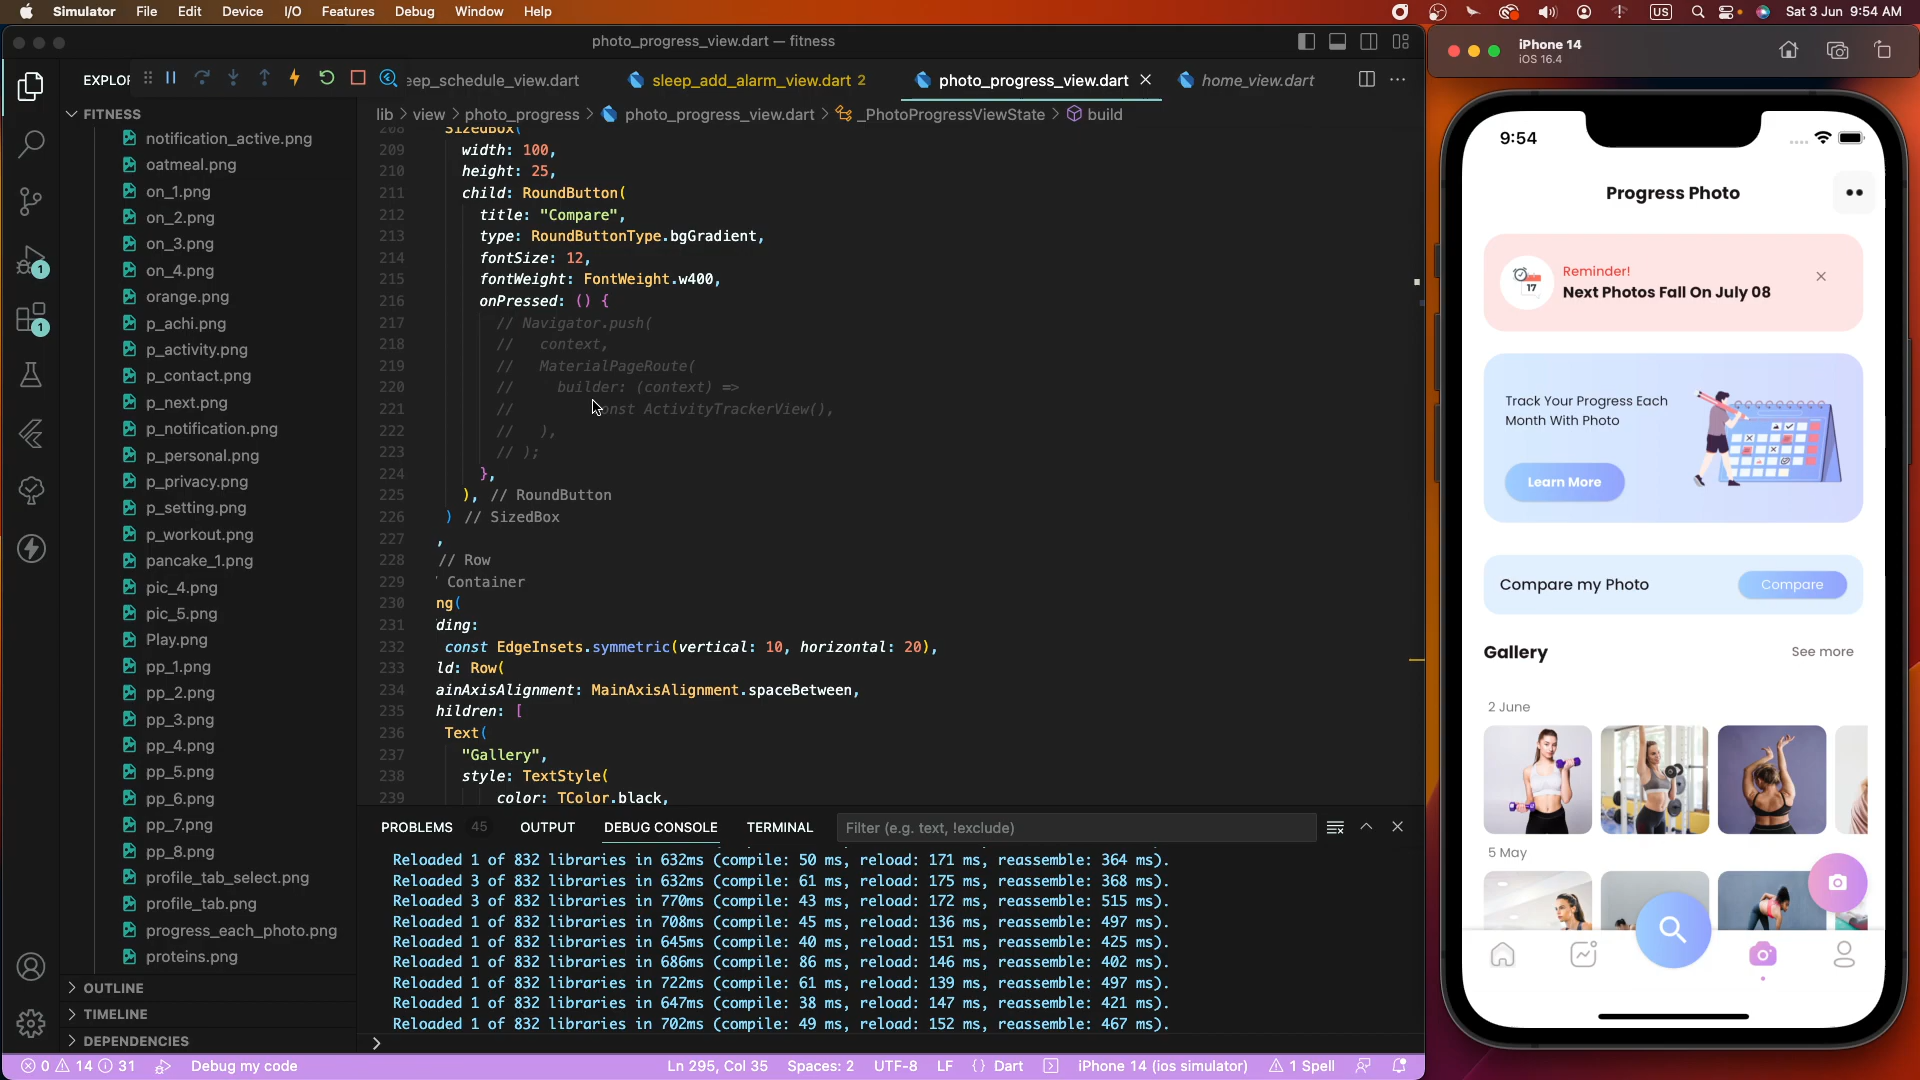 Simulator File Edit Device I/O Features Debug Window Help
US Sat 3 Jun 9:54 AM
photo_progress_view.dart — fitness
EXPLOR
eep_schedule_view.dart
sleep_add_alarm_view.dart 2
photo_progress_view.dart
home_view.dart
FITNESS
lib > view > photo_progress > photo_progress_view.dart > _PhotoProgressViewState > build
notification_active.png
oatmeal.png
on_1.png
on_2.png
on_3.png
on_4.png
orange.png
p_achi.png
p_activity.png
p_contact.png
p_next.png
p_notification.png
p_personal.png
p_privacy.png
p_setting.png
p_workout.png
pancake_1.png
pic_4.png
pic_5.png
Play.png
pp_1.png
pp_2.png
pp_3.png
pp_4.png
pp_5.png
pp_6.png
pp_7.png
pp_8.png
profile_tab_select.png
profile_tab.png
progress_each_photo.png
proteins.png
OUTLINE
TIMELINE
DEPENDENCIES
1
1
208 SizedBox(
209 width: 100,
210 height: 25,
211 child: RoundButton(
212 title: "Compare",
213 type: RoundButtonType.bgGradient,
214 fontSize: 12,
215 fontWeight: FontWeight.w400,
216 onPressed: () {
217 // Navigator.push(
218 // context,
219 // MaterialPageRoute(
220 // builder: (context) =>
221 // const ActivityTrackerView(),
222 // ),
223 // );
224 },
225 ), // RoundButton
226 ) // SizedBox
227 ,
228 // Row
229 ' Container
230 ng(
231 ding:
232 const EdgeInsets.symmetric(vertical: 10, horizontal: 20),
233 ld: Row(
234 ainAxisAlignment: MainAxisAlignment.spaceBetween,
235 hildren: [
236 Text(
237 "Gallery",
238 style: TextStyle(
239 color: TColor.black,
PROBLEMS 45 OUTPUT DEBUG CONSOLE TERMINAL Filter (e.g. text, !exclude)
Reloaded 1 of 832 libraries in 632ms (compile: 50 ms, reload: 171 ms, reassemble: 364 ms).
Reloaded 3 of 832 libraries in 632ms (compile: 61 ms, reload: 175 ms, reassemble: 368 ms).
Reloaded 3 of 832 libraries in 770ms (compile: 43 ms, reload: 172 ms, reassemble: 515 ms).
Reloaded 1 of 832 libraries in 708ms (compile: 45 ms, reload: 136 ms, reassemble: 497 ms).
Reloaded 1 of 832 libraries in 645ms (compile: 40 ms, reload: 151 ms, reassemble: 425 ms).
Reloaded 1 of 832 libraries in 686ms (compile: 86 ms, reload: 146 ms, reassemble: 402 ms).
Reloaded 1 of 832 libraries in 722ms (compile: 61 ms, reload: 139 ms, reassemble: 497 ms).
Reloaded 1 of 832 libraries in 647ms (compile: 38 ms, reload: 147 ms, reassemble: 421 ms).
Reloaded 1 of 832 libraries in 702ms (compile: 49 ms, reload: 152 ms, reassemble: 467 ms).
0 14 31 Debug my code Ln 295, Col 35 Spaces: 2 UTF-8 LF {} Dart iPhone 14 (ios simulator) 1 Spell
iPhone 14
iOS 16.4
9:54
Progress Photo
17
Reminder!
Next Photos Fall On July 08
Track Your Progress Each
Month With Photo
Learn More
Compare my Photo
Compare
Gallery
See more
2 June
5 May